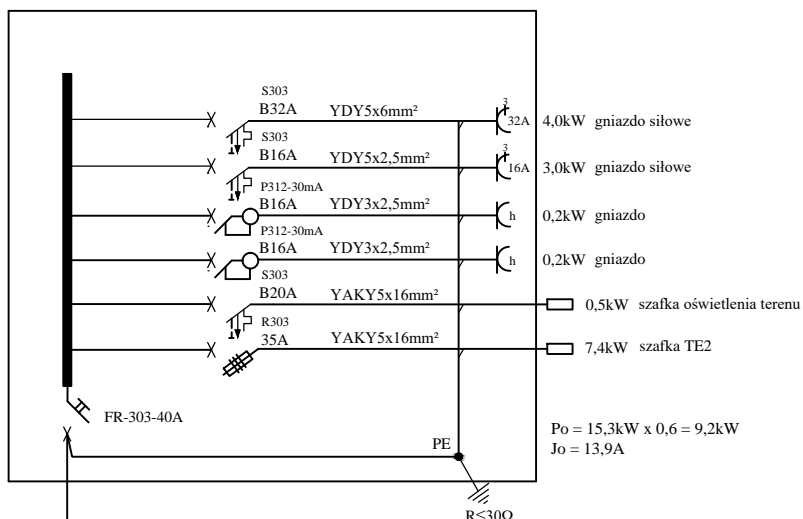 S303
B32A YDY5x6mm²
3
32A 4,0kW gniazdo siłowe
S303
B16A YDY5x2,5mm²
3
16A 3,0kW gniazdo siłowe
P312-30mA
B16A YDY3x2,5mm²
h 0,2kW gniazdo
P312-30mA
B16A YDY3x2,5mm²
h 0,2kW gniazdo
S303
B20A YAKY5x16mm²
0,5kW szafka oświetlenia terenu
R303
35A YAKY5x16mm²
7,4kW szafka TE2
FR-303-40A
PE
Po = 15,3kW x 0,6 = 9,2kW
Jo = 13,9A
R≤30Ω